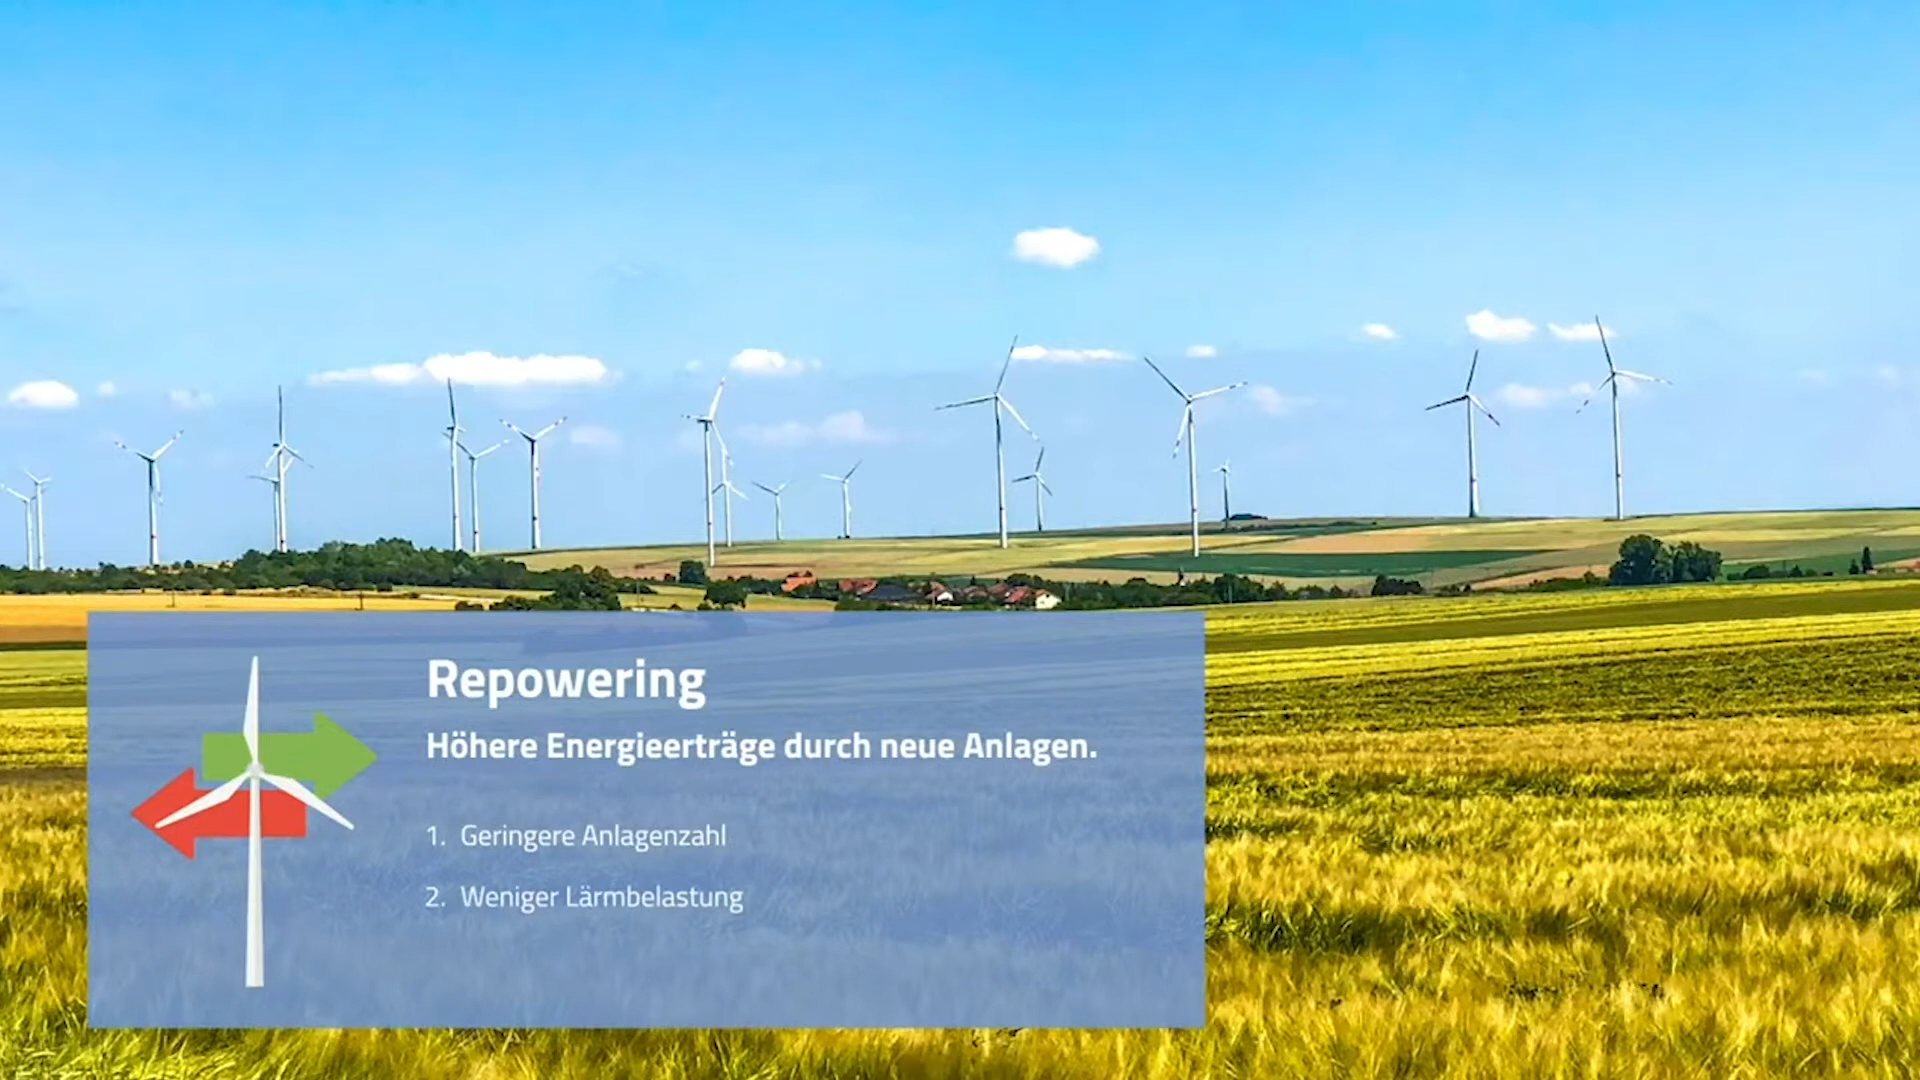 Repowering
Höhere Energieerträge durch neue Anlagen.
1. Geringere Anlagenzahl
2. Weniger Lärmbelastung